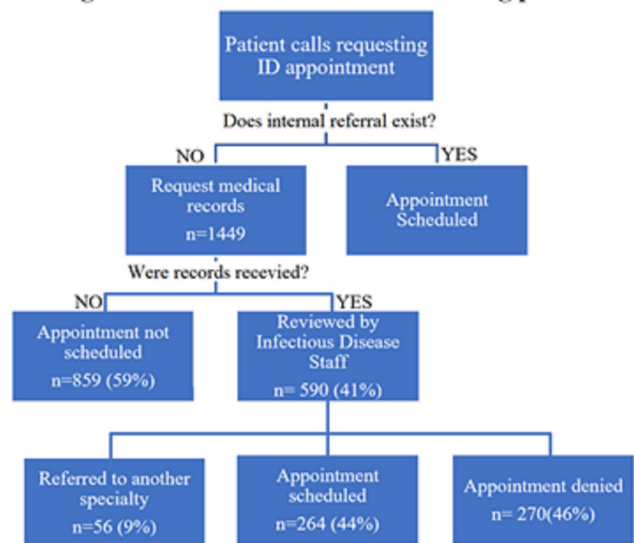 Patient calls requesting
ID appointment
Does internal referral exist?
NO
YES
Request medical
records
n=1449
Appointment
Scheduled
Were records recevied?
NO
YES
Appointment not
scheduled
n=859 (59%)
Reviewed by
Infectious Disease
Staff
n= 590 (41%)
Referred to another
specialty
n=56 (9%)
Appointment
scheduled
n=264 (44%)
Appointment denied
n= 270(46%)